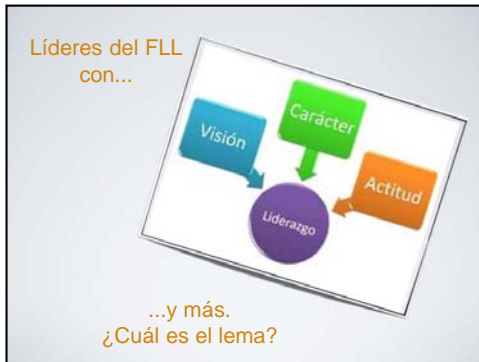 Líderes del FLL
con...
Carácter
Visión
Actitud
Liderazgo
...y más.
¿Cuál es el lema?